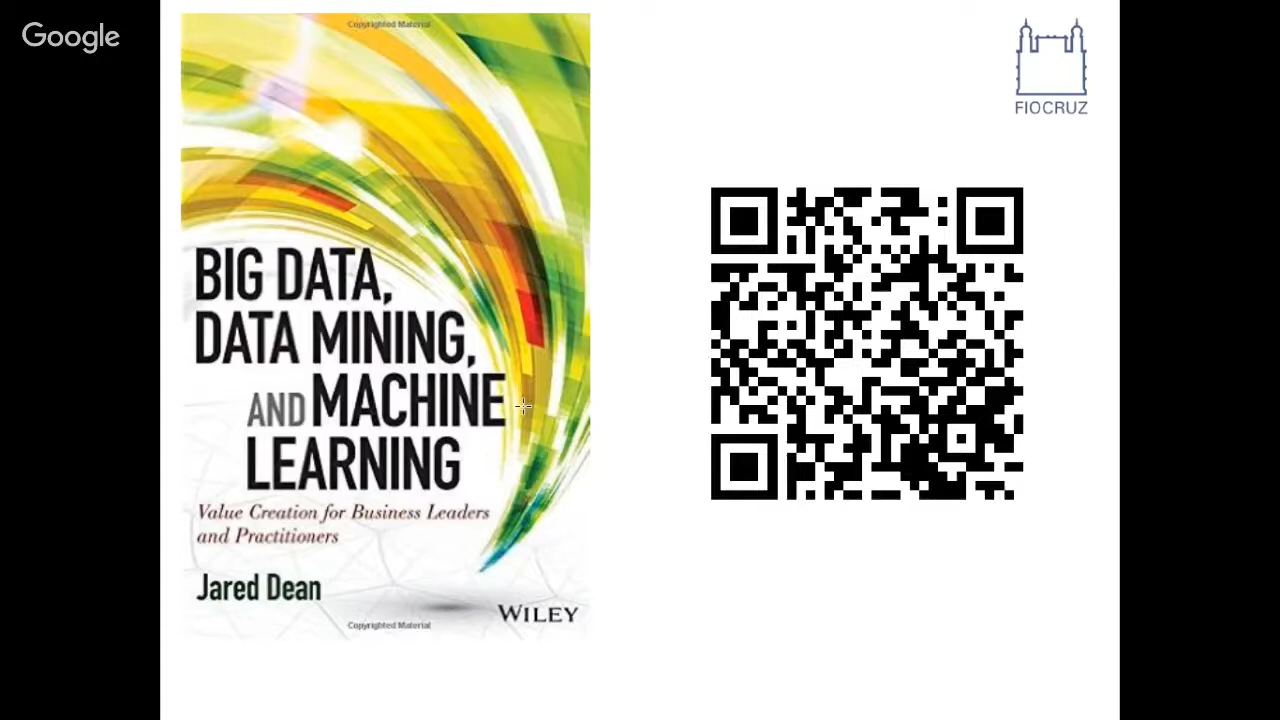 Google
Copyrighted Material
BIG DATA,
DATA MINING,
AND MACHINE
LEARNING
Value Creation for Business Leaders
and Practitioners
Jared Dean
WILEY
Copyrighted Material
FIOCRUZ